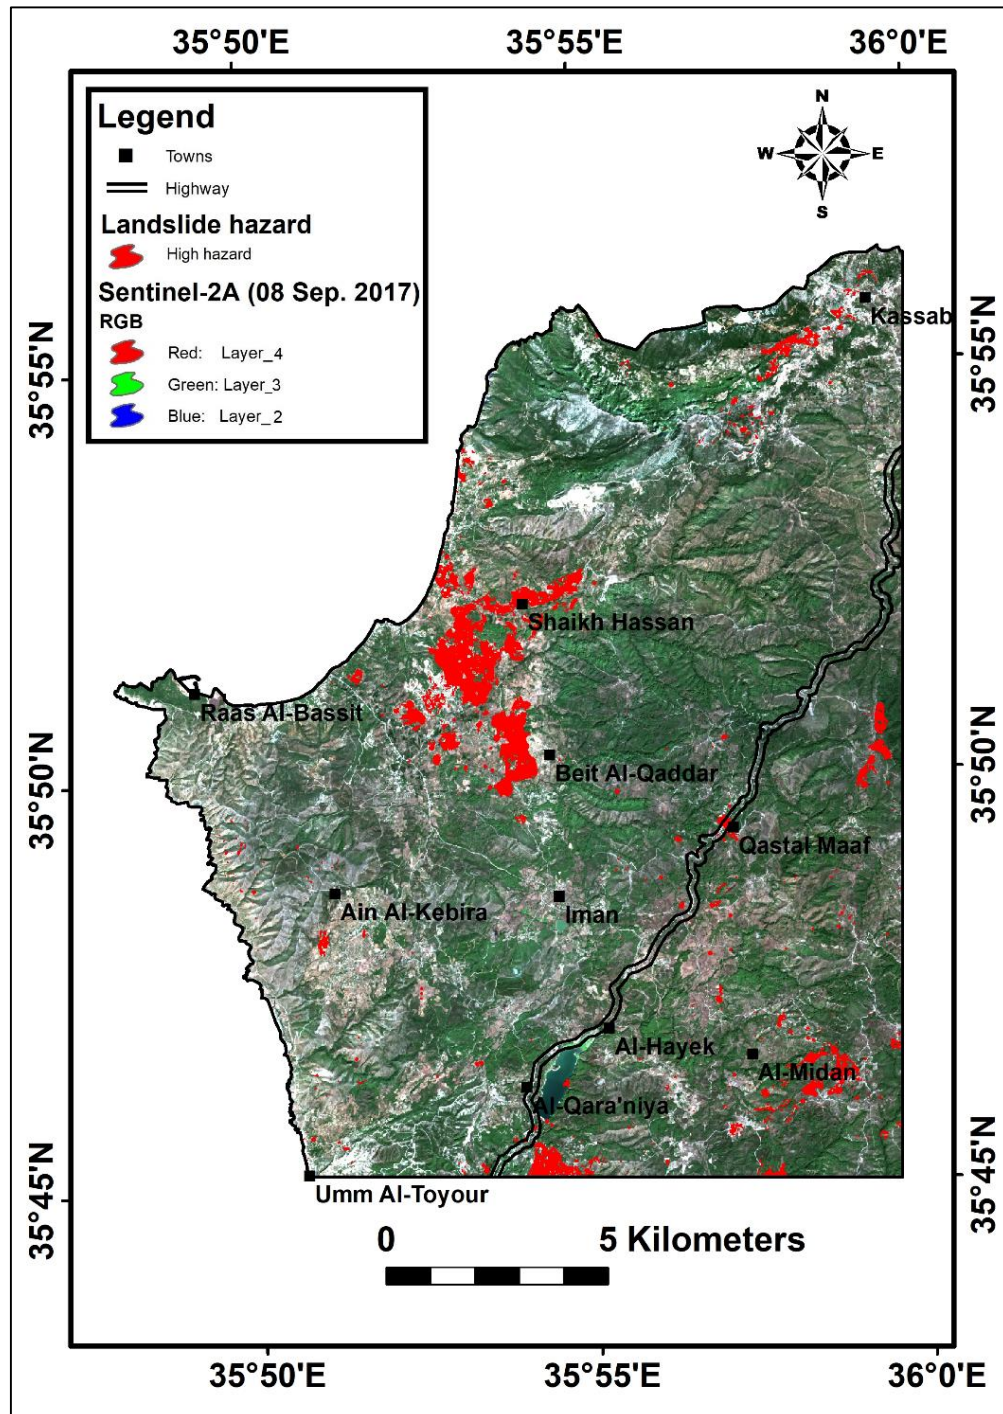 35°50'E 35°55'E 36°0'E
Legend
Towns
Highway
Landslide hazard
High hazard
Sentinel-2A (08 Sep. 2017)
RGB
Red: Layer_4
Green: Layer_3
Blue: Layer_2
N
W E
S
35°55'N
35°50'N
35°45'N
35°55'N
35°50'N
35°45'N
Kassab
Shaikh Hassan
Raas Al-Bassit
Beit Al-Qaddar
Qastal Maaf
Ain Al-Kebira
Iman
Al-Hayek
Al-Midan
Al-Qara'niya
Umm Al-Toyour
0 5 Kilometers
35°50'E 35°55'E 36°0'E